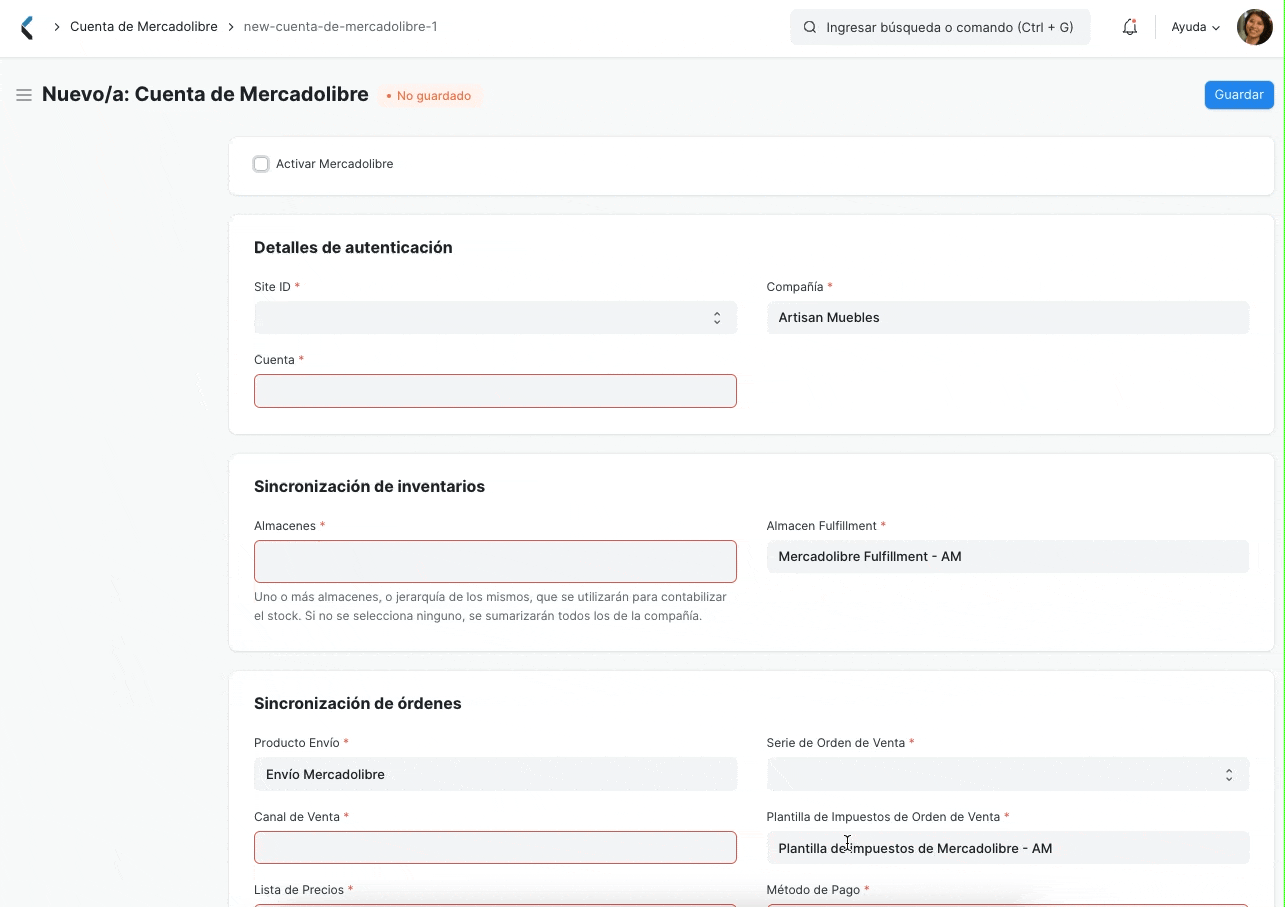 Cuenta de Mercadolibre
new-cuenta-de-mercadolibre-1
Ingresar búsqueda o comando (Ctrl + G)
Ayuda
Nuevo/a: Cuenta de Mercadolibre
• No guardado
Guardar
Activar Mercadolibre
Detalles de autenticación
Site ID *
Compañía *
Artisan Muebles
Cuenta *
Sincronización de inventarios
Almacenes *
Almacen Fulfillment *
Mercadolibre Fulfillment - AM
Uno o más almacenes, o jerarquía de los mismos, que se utilizarán para contabilizar
el stock. Si no se selecciona ninguno, se sumarizarán todos los de la compañía.
Sincronización de órdenes
Producto Envío *
Serie de Orden de Venta *
Envío Mercadolibre
Canal de Venta *
Plantilla de Impuestos de Orden de Venta *
Plantilla de Impuestos de Mercadolibre - AM
Lista de Precios *
Método de Pago *